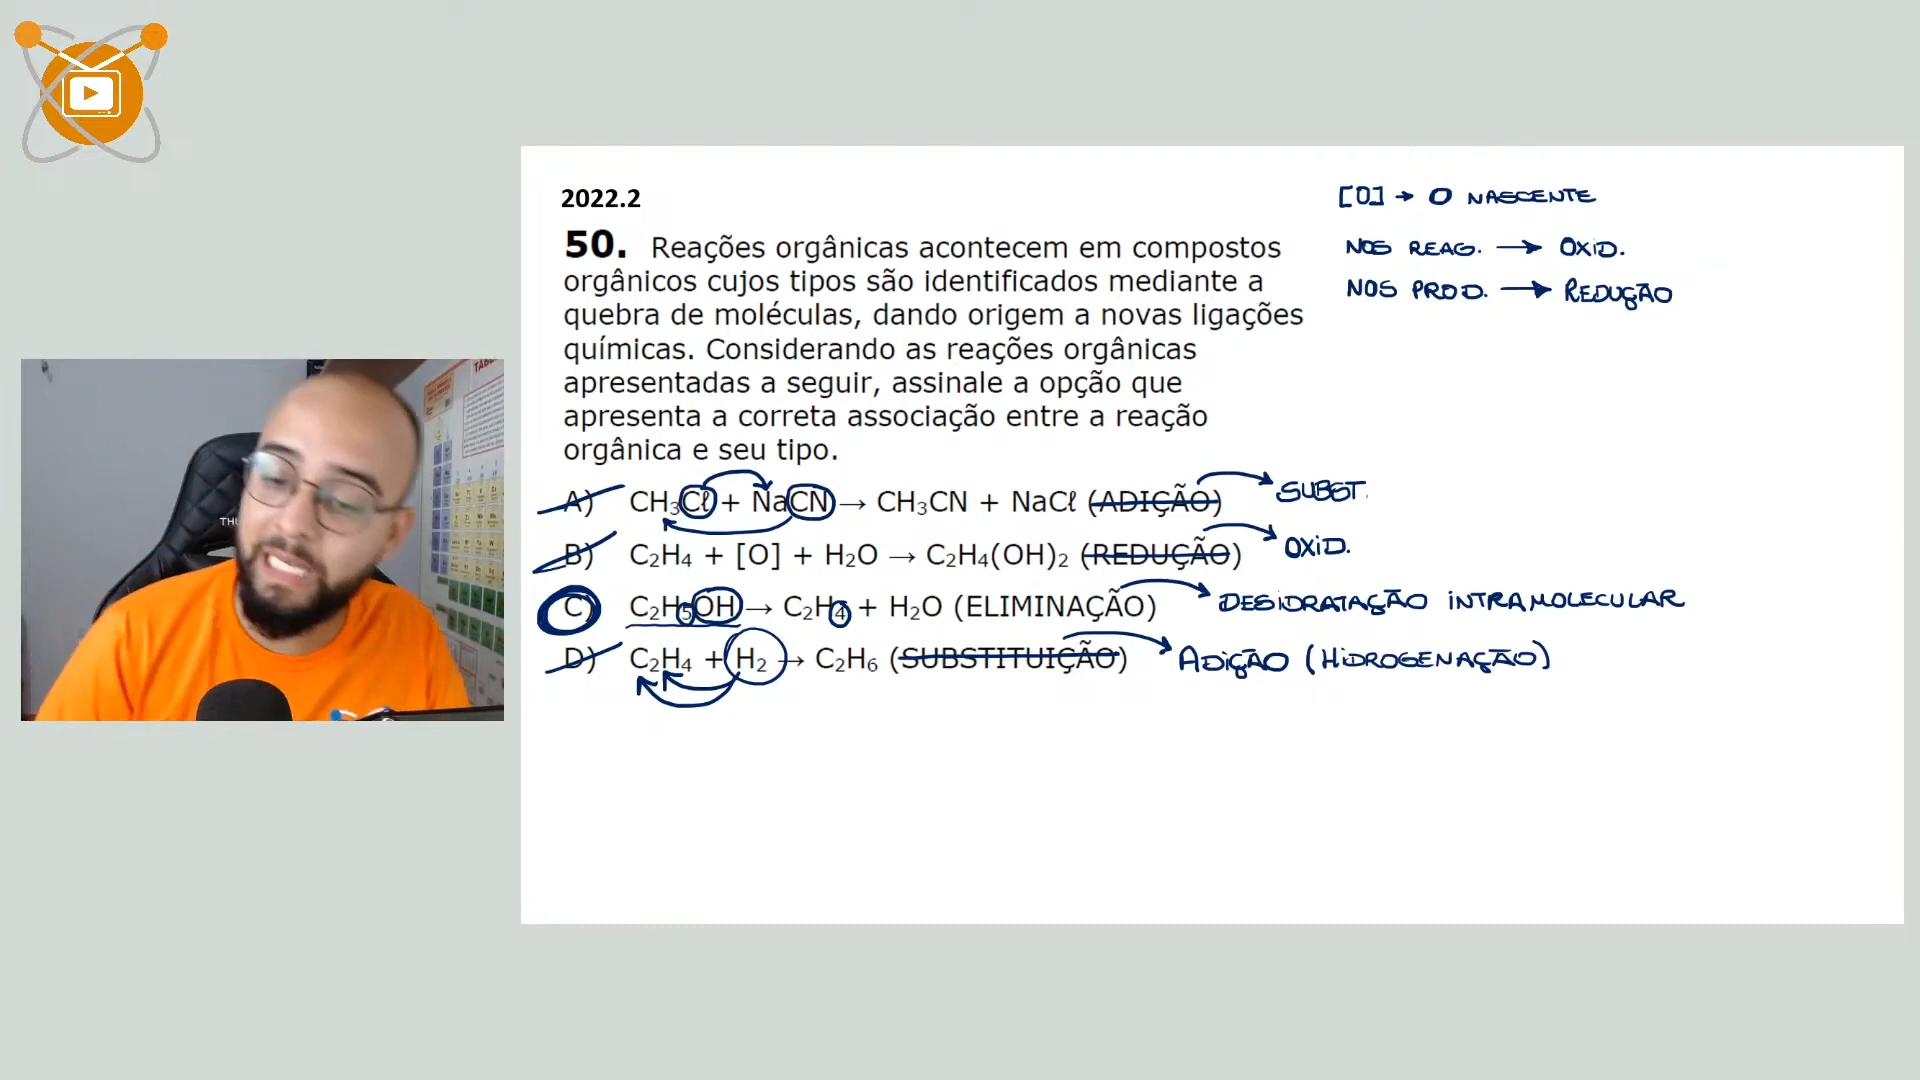 2022.2
50. Reações orgânicas acontecem em compostos
orgânicos cujos tipos são identificados mediante a
quebra de moléculas, dando origem a novas ligações
químicas. Considerando as reações orgânicas
apresentadas a seguir, assinale a opção que
apresenta a correta associação entre a reação
orgânica e seu tipo.
A) CH₃Cℓ + NaCN → CH₃CN + NaCℓ (ADIÇÃO) → SUBST.
B) C₂H₄ + [O] + H₂O → C₂H₄(OH)₂ (REDUÇÃO) → OXID.
C) C₂H₅OH → C₂H₄ + H₂O (ELIMINAÇÃO) → DESIDRATAÇÃO INTRAMOLECULAR
D) C₂H₄ + H₂ → C₂H₆ (SUBSTITUIÇÃO) → ADIÇÃO (HIDROGENAÇÃO)
[O] → O NASCENTE
NOS REAG. → OXID.
NOS PROD. → REDUÇÃO